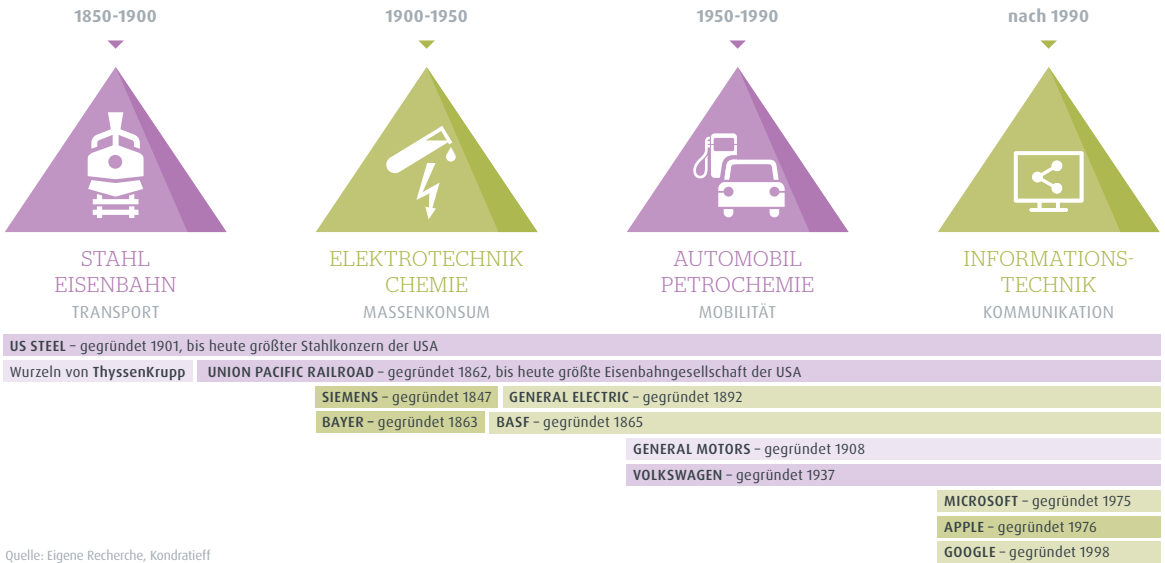 1850-1900
1900-1950
1950-1990
nach 1990
STAHL
EISENBAHN
TRANSPORT
ELEKTROTECHNIK
CHEMIE
MASSENKONSUM
AUTOMOBIL
PETROCHEMIE
MOBILITÄT
INFORMATIONS-
TECHNIK
KOMMUNIKATION
US STEEL – gegründet 1901, bis heute größter Stahlkonzern der USA
Wurzeln von ThyssenKrupp
UNION PACIFIC RAILROAD – gegründet 1862, bis heute größte Eisenbahngesellschaft der USA
SIEMENS – gegründet 1847
GENERAL ELECTRIC – gegründet 1892
BAYER – gegründet 1863
BASF – gegründet 1865
GENERAL MOTORS – gegründet 1908
VOLKSWAGEN – gegründet 1937
MICROSOFT – gegründet 1975
APPLE – gegründet 1976
GOOGLE – gegründet 1998
Quelle: Eigene Recherche, Kondratieff